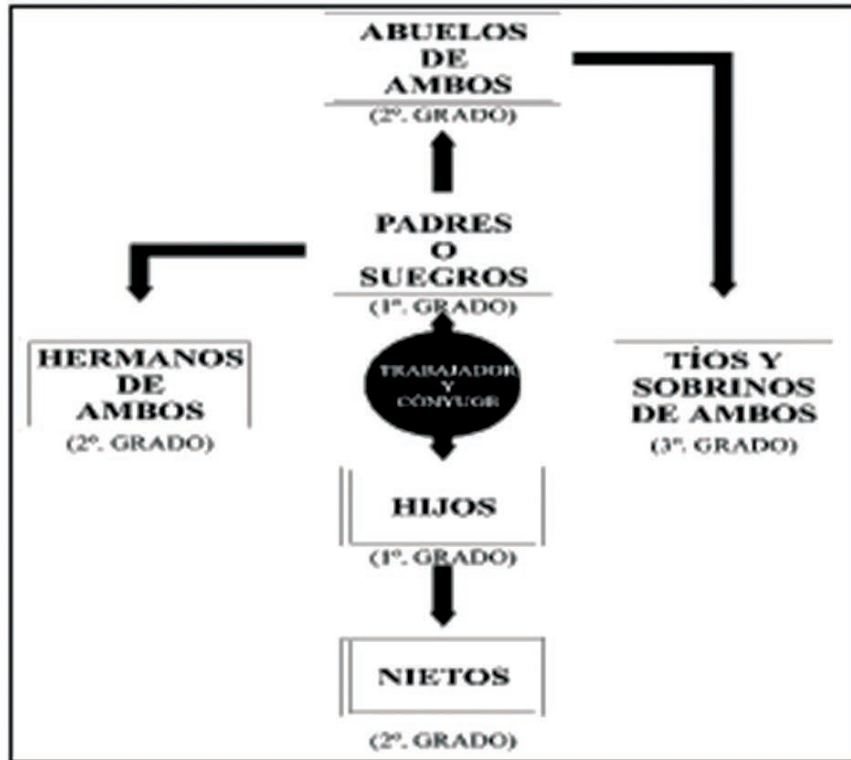 ABUELOS
DE
AMBOS
(2º. GRADO)
PADRES
O
SUEGROS
(1º. GRADO)
HERMANOS
DE
AMBOS
(2º. GRADO)
TRABAJADOR
Y
CÓNYUGE
TÍOS Y
SOBRINOS
DE AMBOS
(3º. GRADO)
HIJOS
(1º. GRADO)
NIETOS
(2º. GRADO)